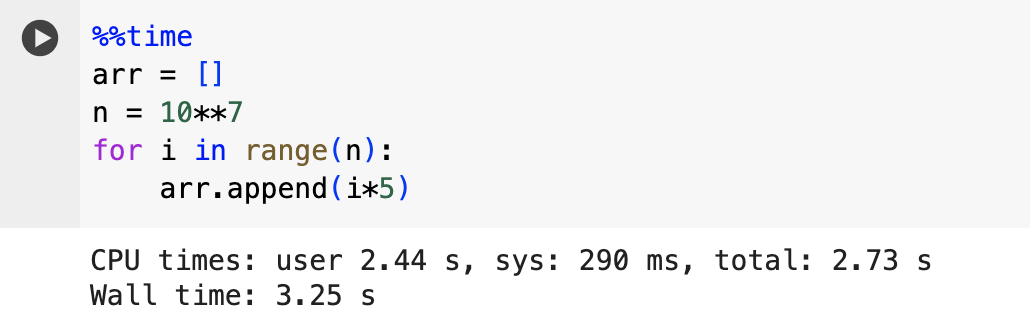 %%time
arr = []
n = 10**7
for i in range(n):
    arr.append(i*5)
CPU times: user 2.44 s, sys: 290 ms, total: 2.73 s
Wall time: 3.25 s